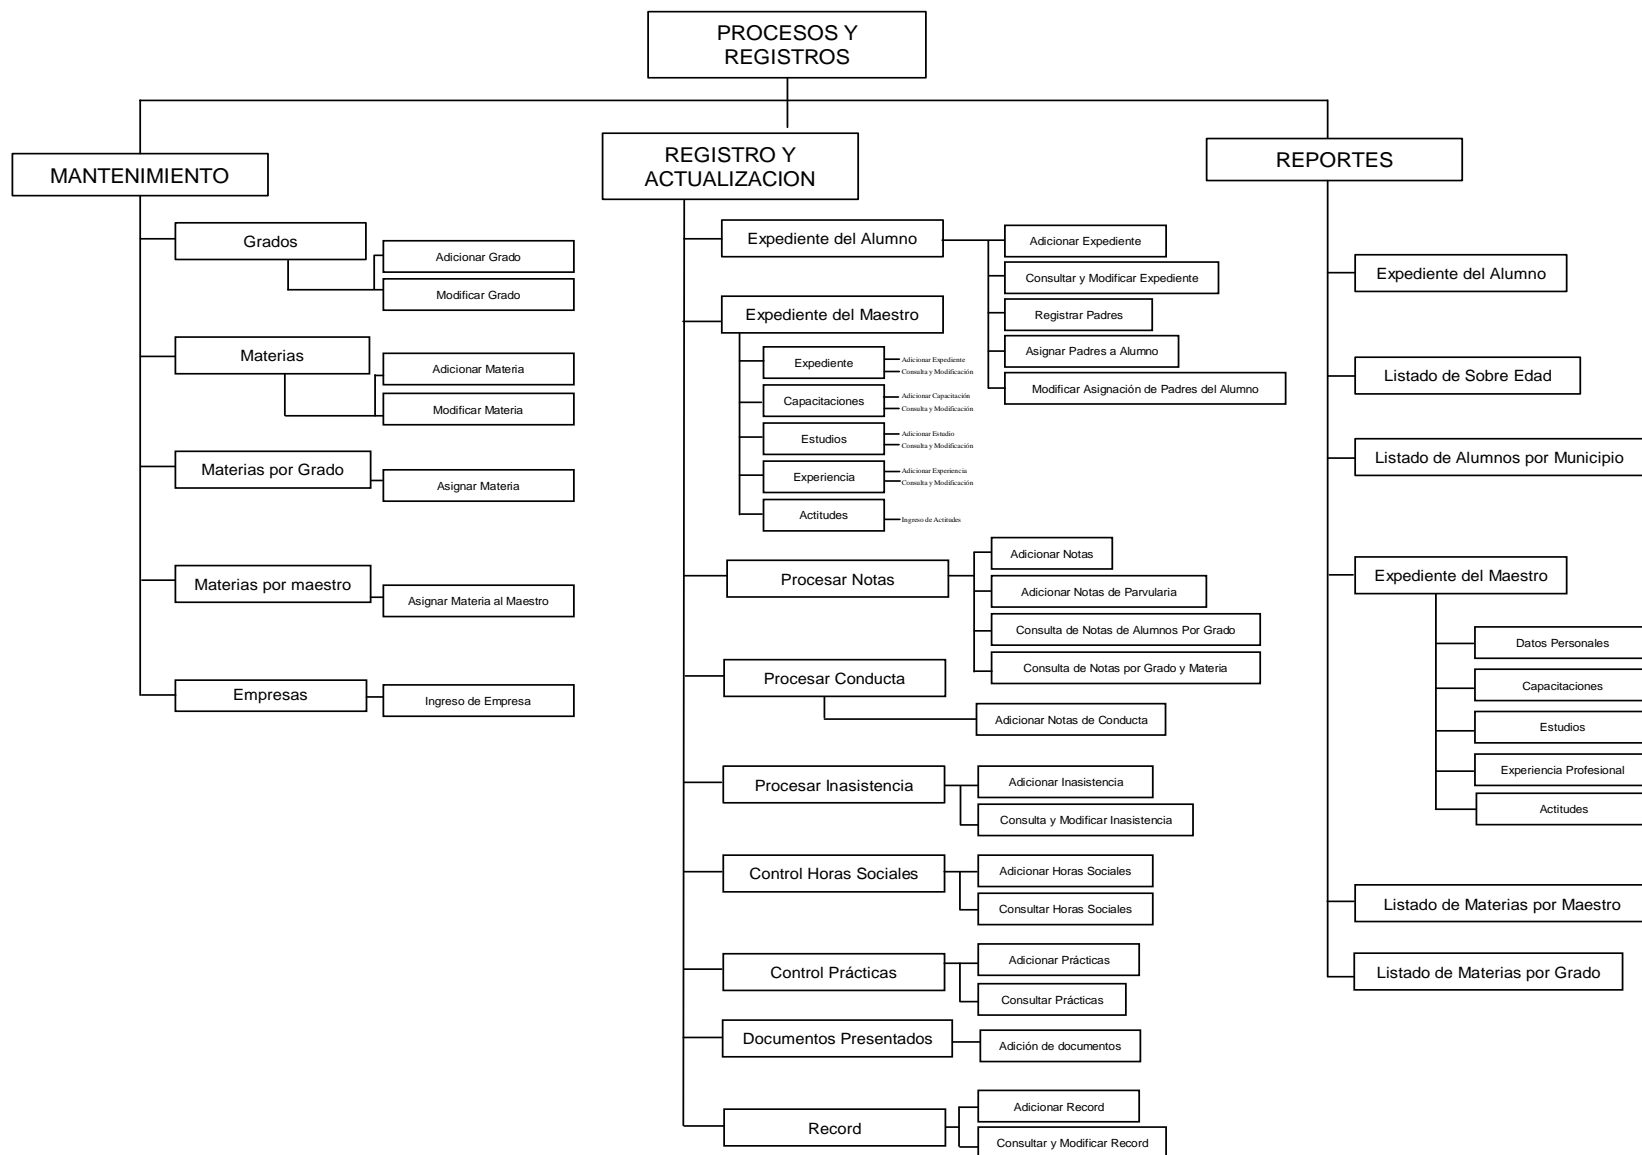 PROCESOS Y
REGISTROS
MANTENIMIENTO
Grados
Adicionar Grado
Modificar Grado
Materias
Adicionar Materia
Modificar Materia
Materias por Grado
Asignar Materia
Materias por maestro
Asignar Materia al Maestro
Empresas
Ingreso de Empresa
REGISTRO Y
ACTUALIZACION
Expediente del Alumno
Adicionar Expediente
Consultar y Modificar Expediente
Registrar Padres
Asignar Padres a Alumno
Modificar Asignación de Padres del Alumno
Expediente del Maestro
Expediente
Adicionar Expediente
Consulta y Modificación
Capacitaciones
Adicionar Capacitación
Consulta y Modificación
Estudios
Adicionar Estudio
Consulta y Modificación
Experiencia
Adicionar Experiencia
Consulta y Modificación
Actitudes
Ingreso de Actitudes
Procesar Notas
Adicionar Notas
Adicionar Notas de Parvularia
Consulta de Notas de Alumnos Por Grado
Consulta de Notas por Grado y Materia
Procesar Conducta
Adicionar Notas de Conducta
Procesar Inasistencia
Adicionar Inasistencia
Consulta y Modificar Inasistencia
Control Horas Sociales
Adicionar Horas Sociales
Consultar Horas Sociales
Control Prácticas
Adicionar Prácticas
Consultar Prácticas
Documentos Presentados
Adición de documentos
Record
Adicionar Record
Consultar y Modificar Record
REPORTES
Expediente del Alumno
Listado de Sobre Edad
Listado de Alumnos por Municipio
Expediente del Maestro
Datos Personales
Capacitaciones
Estudios
Experiencia Profesional
Actitudes
Listado de Materias por Maestro
Listado de Materias por Grado